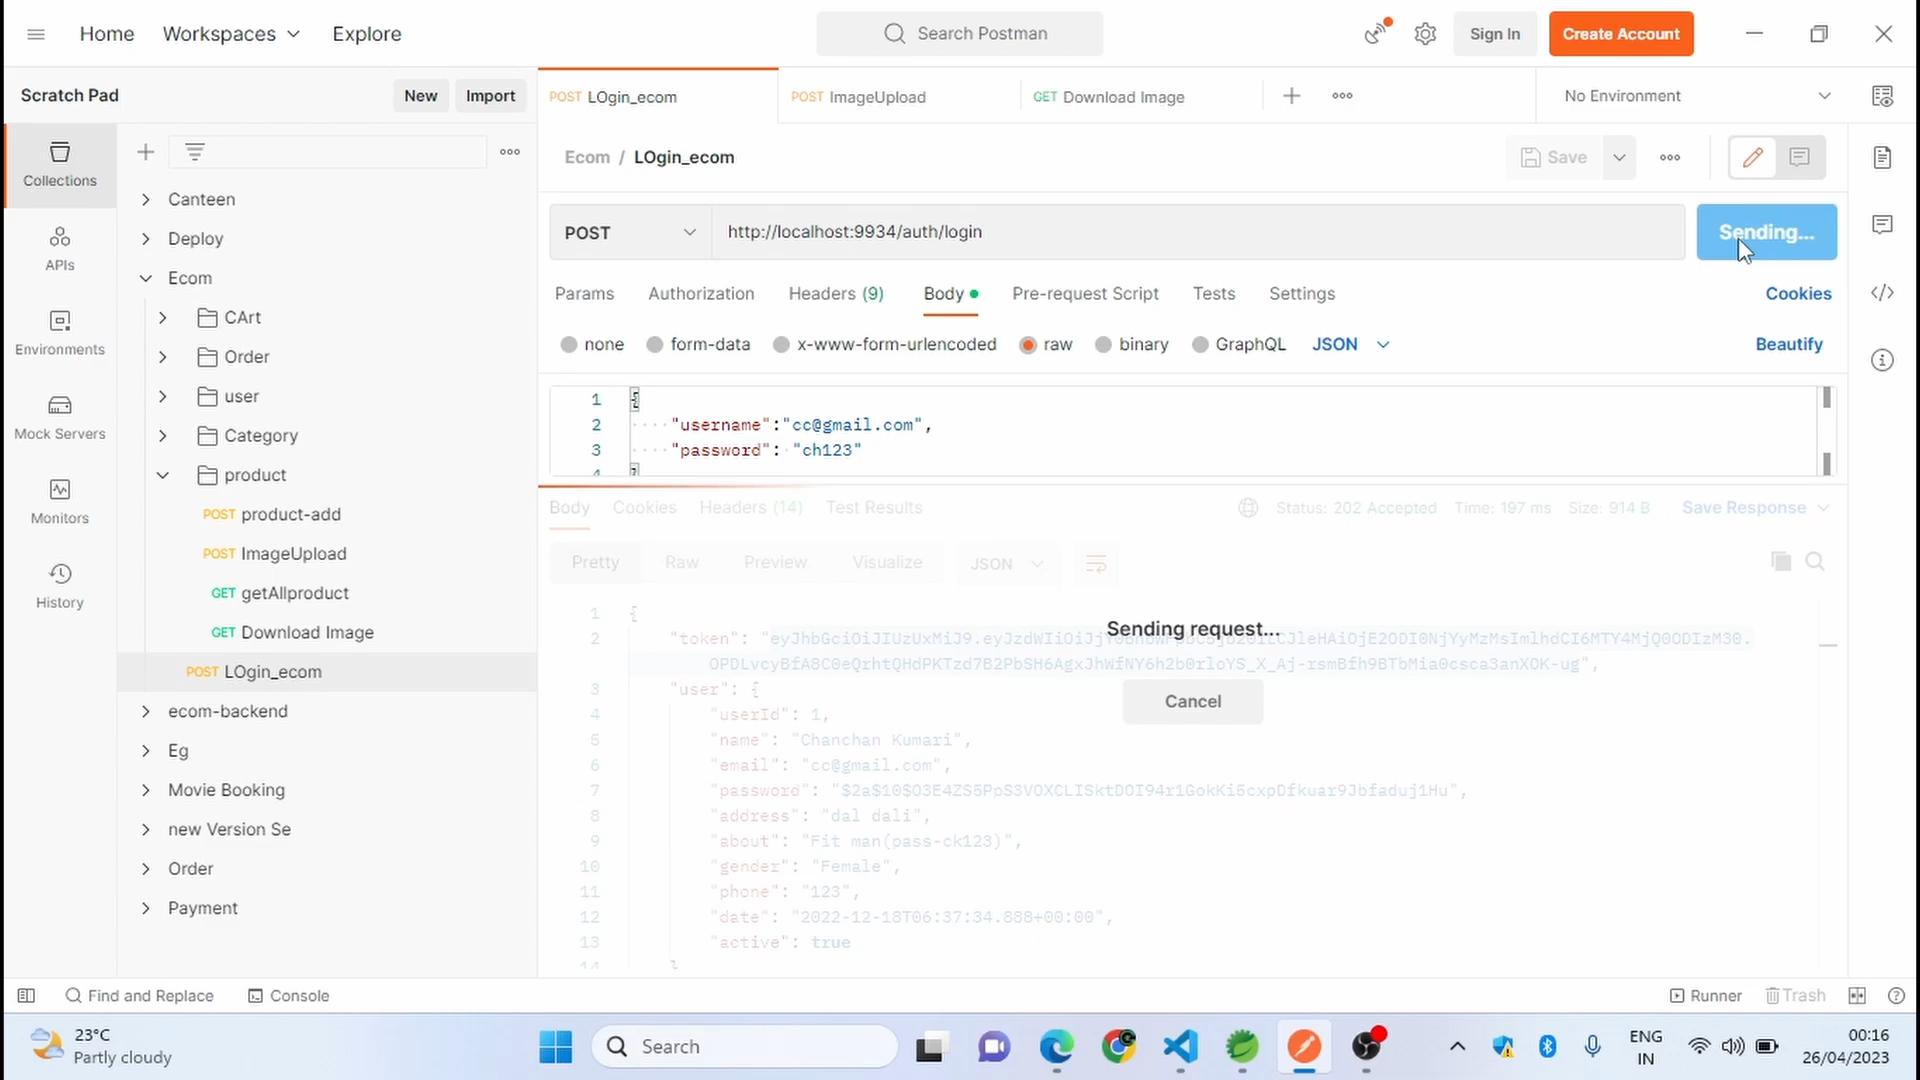 Home
Workspaces
Explore
Search Postman
Sign In
Create Account
Scratch Pad
New
Import
POST LOgin_ecom
POST ImageUpload
GET Download Image
No Environment
Collections
APIs
Environments
Mock Servers
Monitors
History
Canteen
Deploy
Ecom
CArt
Order
user
Category
product
POST product-add
POST ImageUpload
GET getAllproduct
GET Download Image
POST LOgin_ecom
ecom-backend
Eg
Movie Booking
new Version Se
Order
Payment
Ecom / LOgin_ecom
Save
POST
http://localhost:9934/auth/login
Sending...
Params
Authorization
Headers (9)
Body
Pre-request Script
Tests
Settings
Cookies
none
form-data
x-www-form-urlencoded
raw
binary
GraphQL
JSON
Beautify
1 {
2 "username":"cc@gmail.com",
3 "password": "ch123"
4 }
Body
Cookies
Headers (14)
Test Results
Status: 202 Accepted
Time: 197 ms
Size: 914 B
Save Response
Pretty
Raw
Preview
Visualize
JSON
Sending request...
Cancel
1 {
2 "token":
3 "user": {
4 "userId": 1,
5 "name": "Chanchan Kumari",
6 "email": "cc@gmail.com",
7 "password":
8 "address": "dal dali",
9 "about": "Fit man(pass-ck123)",
10 "gender": "Female",
11 "phone": "123",
12 "date": "2022-12-18T06:37:34.888+00:00",
13 "active": true
14 }
Find and Replace
Console
Runner
Trash
23°C
Partly cloudy
Search
ENG
IN
00:16
26/04/2023